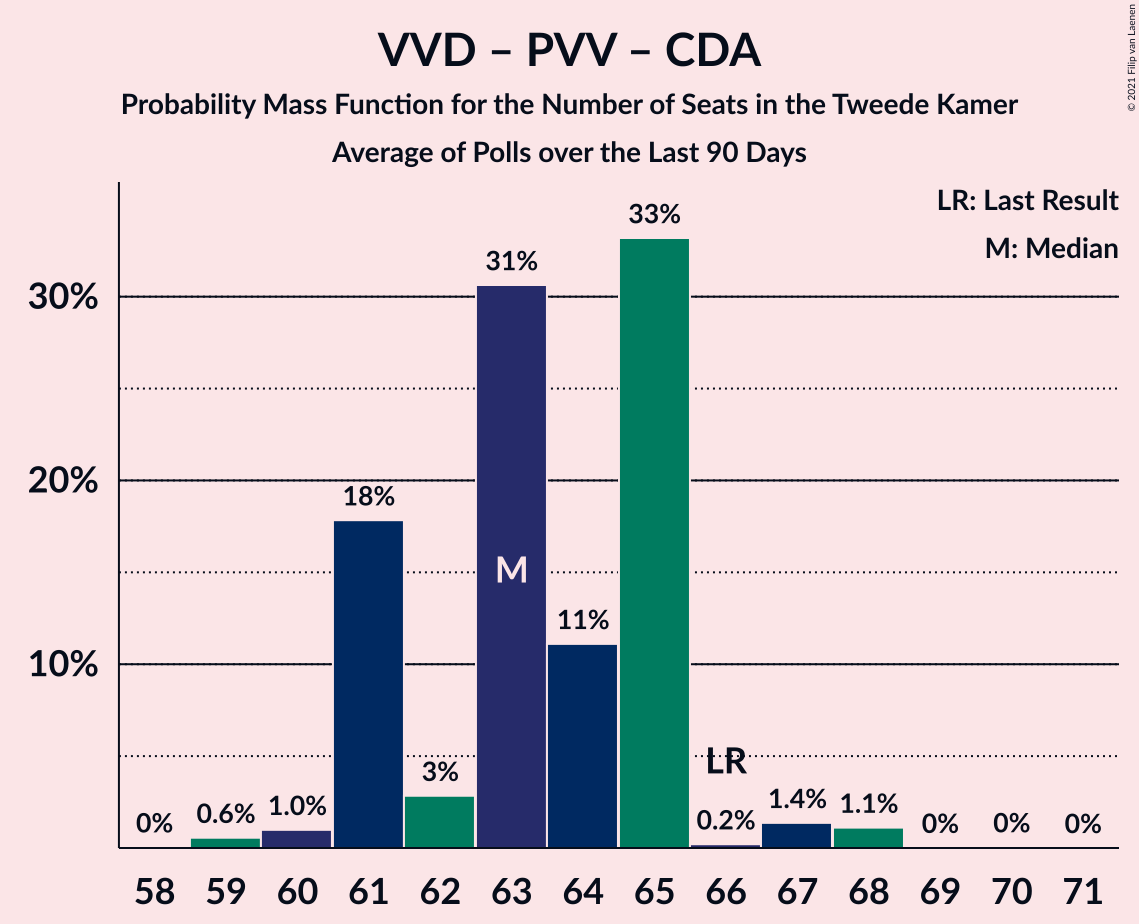 VVD – PVV – CDA
Probability Mass Function for the Number of Seats in the Tweede Kamer
Average of Polls over the Last 90 Days
© 2021 Filip van Laenen
LR: Last Result
M: Median
30%
20%
10%
0%
0.6%
1.0%
18%
3%
31%
M
11%
33%
LR
0.2%
1.4%
1.1%
0%
0%
0%
58 59 60 61 62 63 64 65 66 67 68 69 70 71